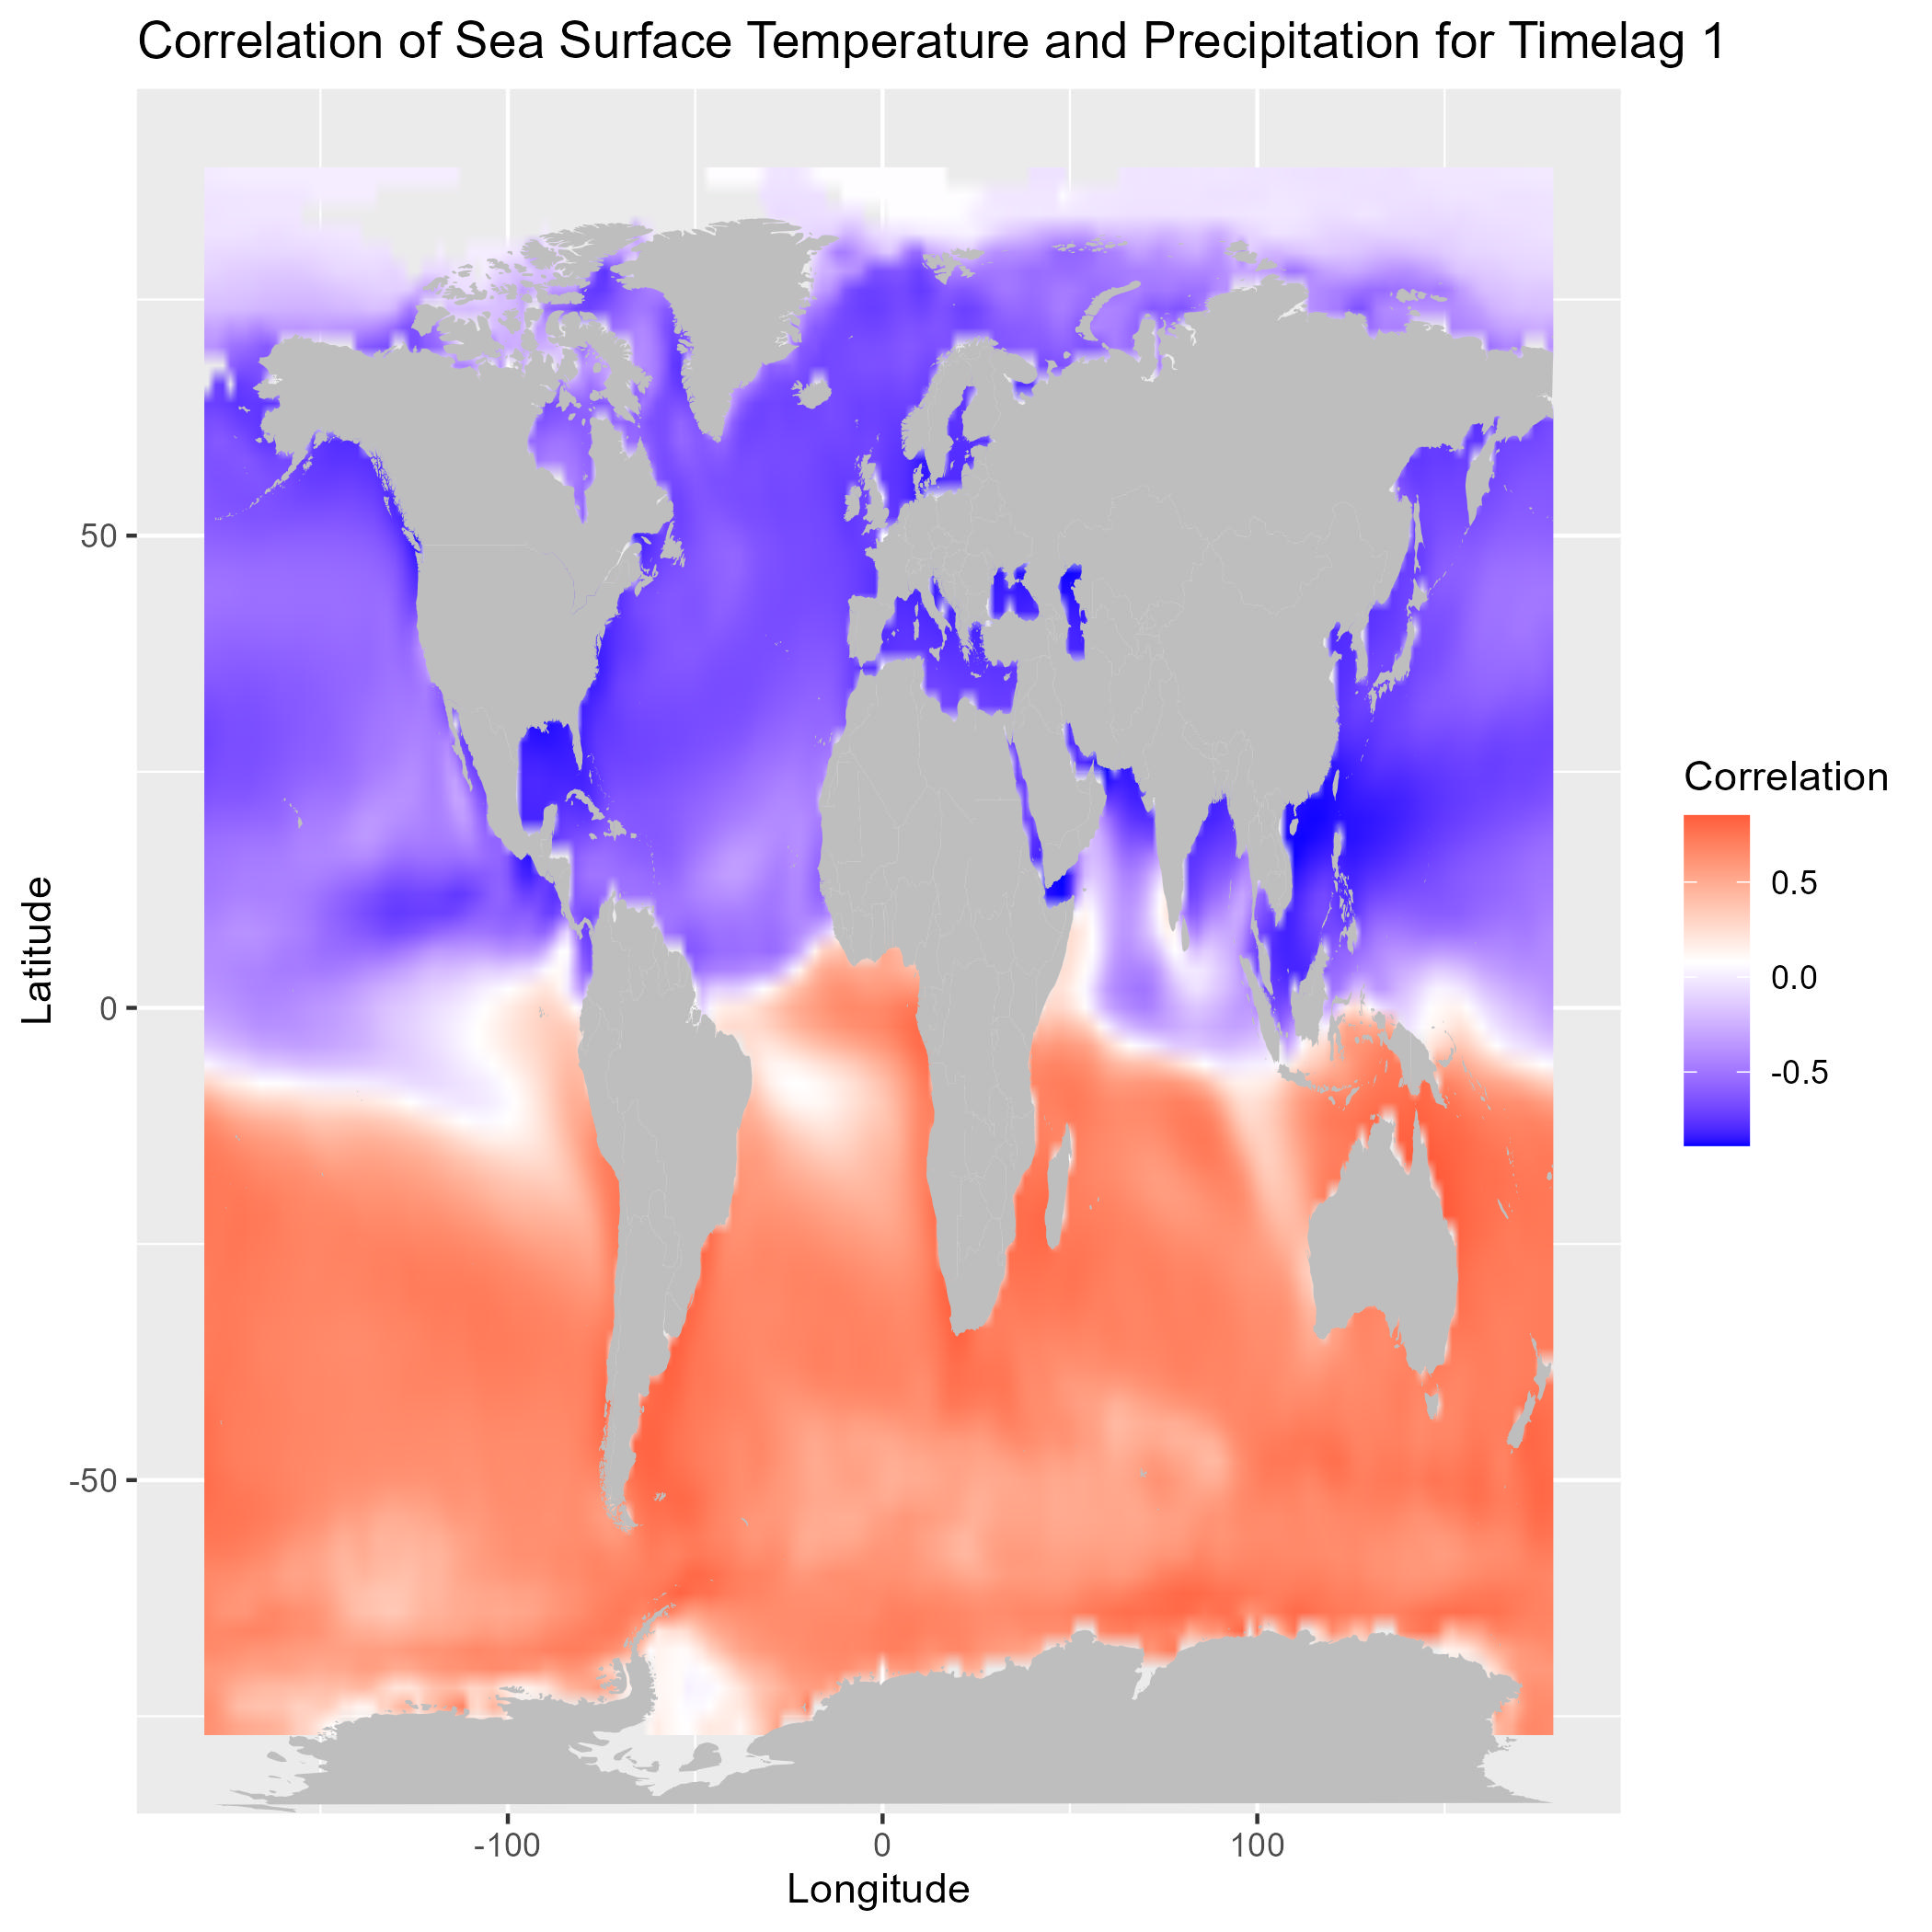 Correlation of Sea Surface Temperature and Precipitation for Timelag 1
Latitude
50
0
-50
-100
0
100
Longitude
Correlation
0.5
0.0
-0.5